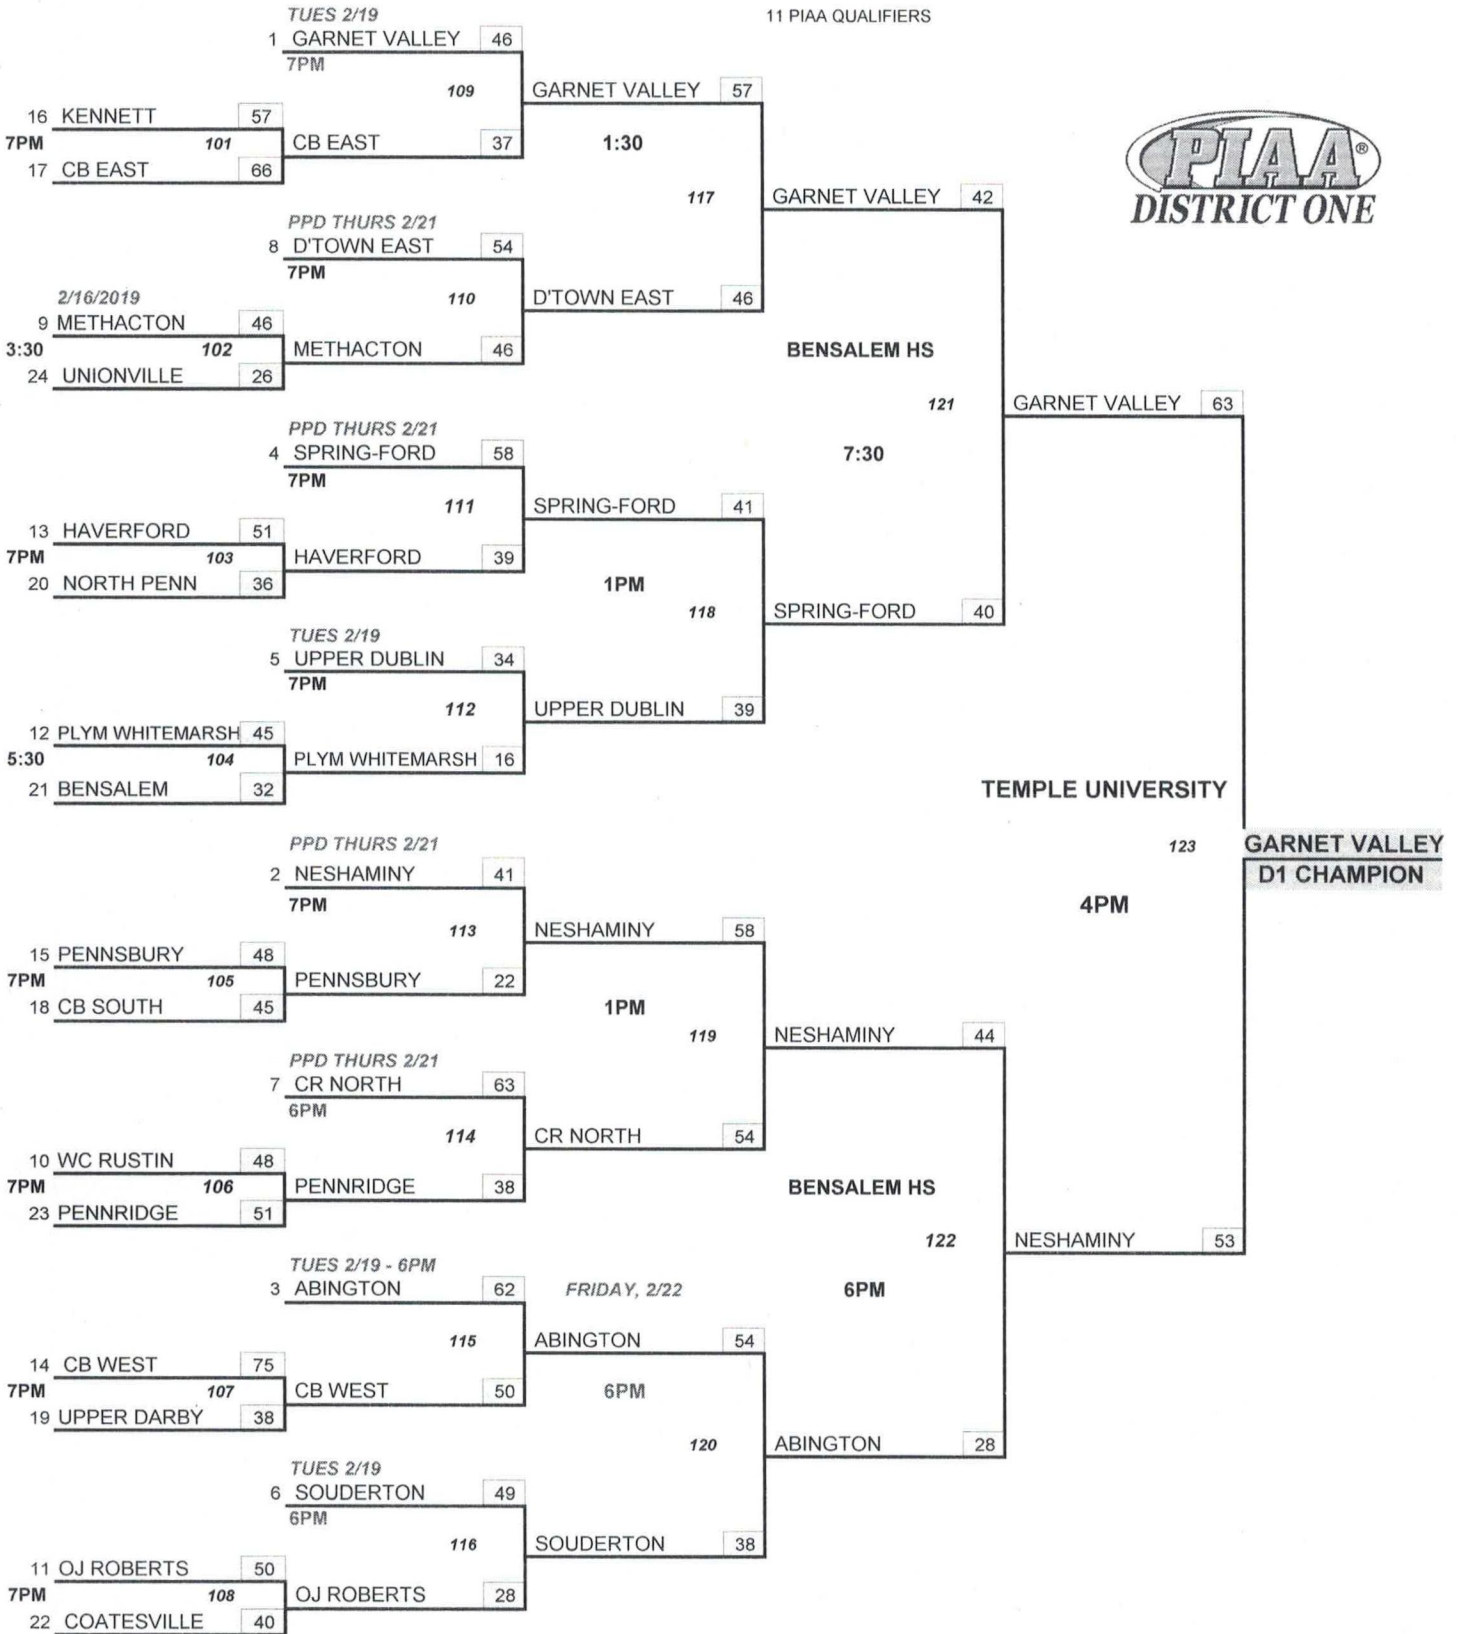 TUES 2/19
11 PIAA QUALIFIERS
1 GARNET VALLEY 46
7PM
109
GARNET VALLEY 57
16 KENNETT 57
7PM 101
CB EAST 37
17 CB EAST 66
1:30
117
GARNET VALLEY 42
PIAA®
DISTRICT ONE
PPD THURS 2/21
8 D'TOWN EAST 54
7PM
110
D'TOWN EAST 46
2/16/2019
9 METHACTON 46
3:30 102
METHACTON 46
24 UNIONVILLE 26
BENSALEM HS
121
GARNET VALLEY 63
7:30
PPD THURS 2/21
4 SPRING-FORD 58
7PM
111
SPRING-FORD 41
13 HAVERFORD 51
7PM 103
HAVERFORD 39
20 NORTH PENN 36
1PM
118
SPRING-FORD 40
TUES 2/19
5 UPPER DUBLIN 34
7PM
112
UPPER DUBLIN 39
12 PLYM WHITEMARSH 45
5:30 104
PLYM WHITEMARSH 16
21 BENSALEM 32
TEMPLE UNIVERSITY
123
GARNET VALLEY
D1 CHAMPION
4PM
PPD THURS 2/21
2 NESHAMINY 41
7PM
113
NESHAMINY 58
15 PENNSBURY 48
7PM 105
PENNSBURY 22
18 CB SOUTH 45
1PM
119
NESHAMINY 44
PPD THURS 2/21
7 CR NORTH 63
6PM
114
CR NORTH 54
10 WC RUSTIN 48
7PM 106
PENNRIDGE 38
23 PENNRIDGE 51
BENSALEM HS
122
NESHAMINY 53
6PM
TUES 2/19 - 6PM
3 ABINGTON 62
FRIDAY, 2/22
115
ABINGTON 54
14 CB WEST 75
7PM 107
CB WEST 50
19 UPPER DARBY 38
6PM
120
ABINGTON 28
TUES 2/19
6 SOUDERTON 49
6PM
116
SOUDERTON 38
11 OJ ROBERTS 50
7PM 108
OJ ROBERTS 28
22 COATESVILLE 40